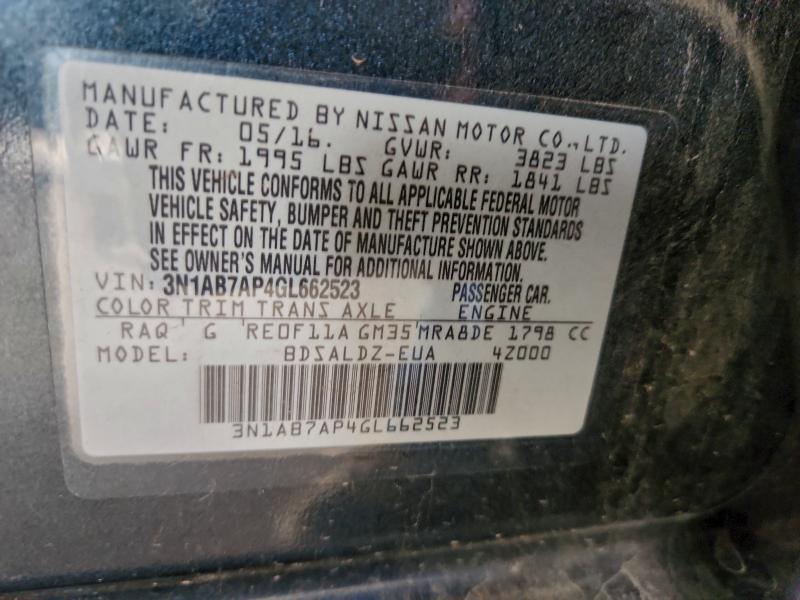 MANUFACTURED BY NISSAN MOTOR CO., LTD.
DATE: 05/16. GVWR: 3823 LBS
GAWR FR: 1995 LBS GAWR RR: 1841 LBS
THIS VEHICLE CONFORMS TO ALL APPLICABLE FEDERAL MOTOR
VEHICLE SAFETY, BUMPER AND THEFT PREVENTION STANDARDS
IN EFFECT ON THE DATE OF MANUFACTURE SHOWN ABOVE.
SEE OWNER'S MANUAL FOR ADDITIONAL INFORMATION.
VIN: 3N1AB7AP4GL662523 PASSENGER CAR.
COLOR TRIM TRANS AXLE ENGINE
RAQ G RE0F11A GM35 MRA8DE 1798 CC
MODEL: BDSALDZ-EUA 4Z000
3N1AB7AP4GL662523